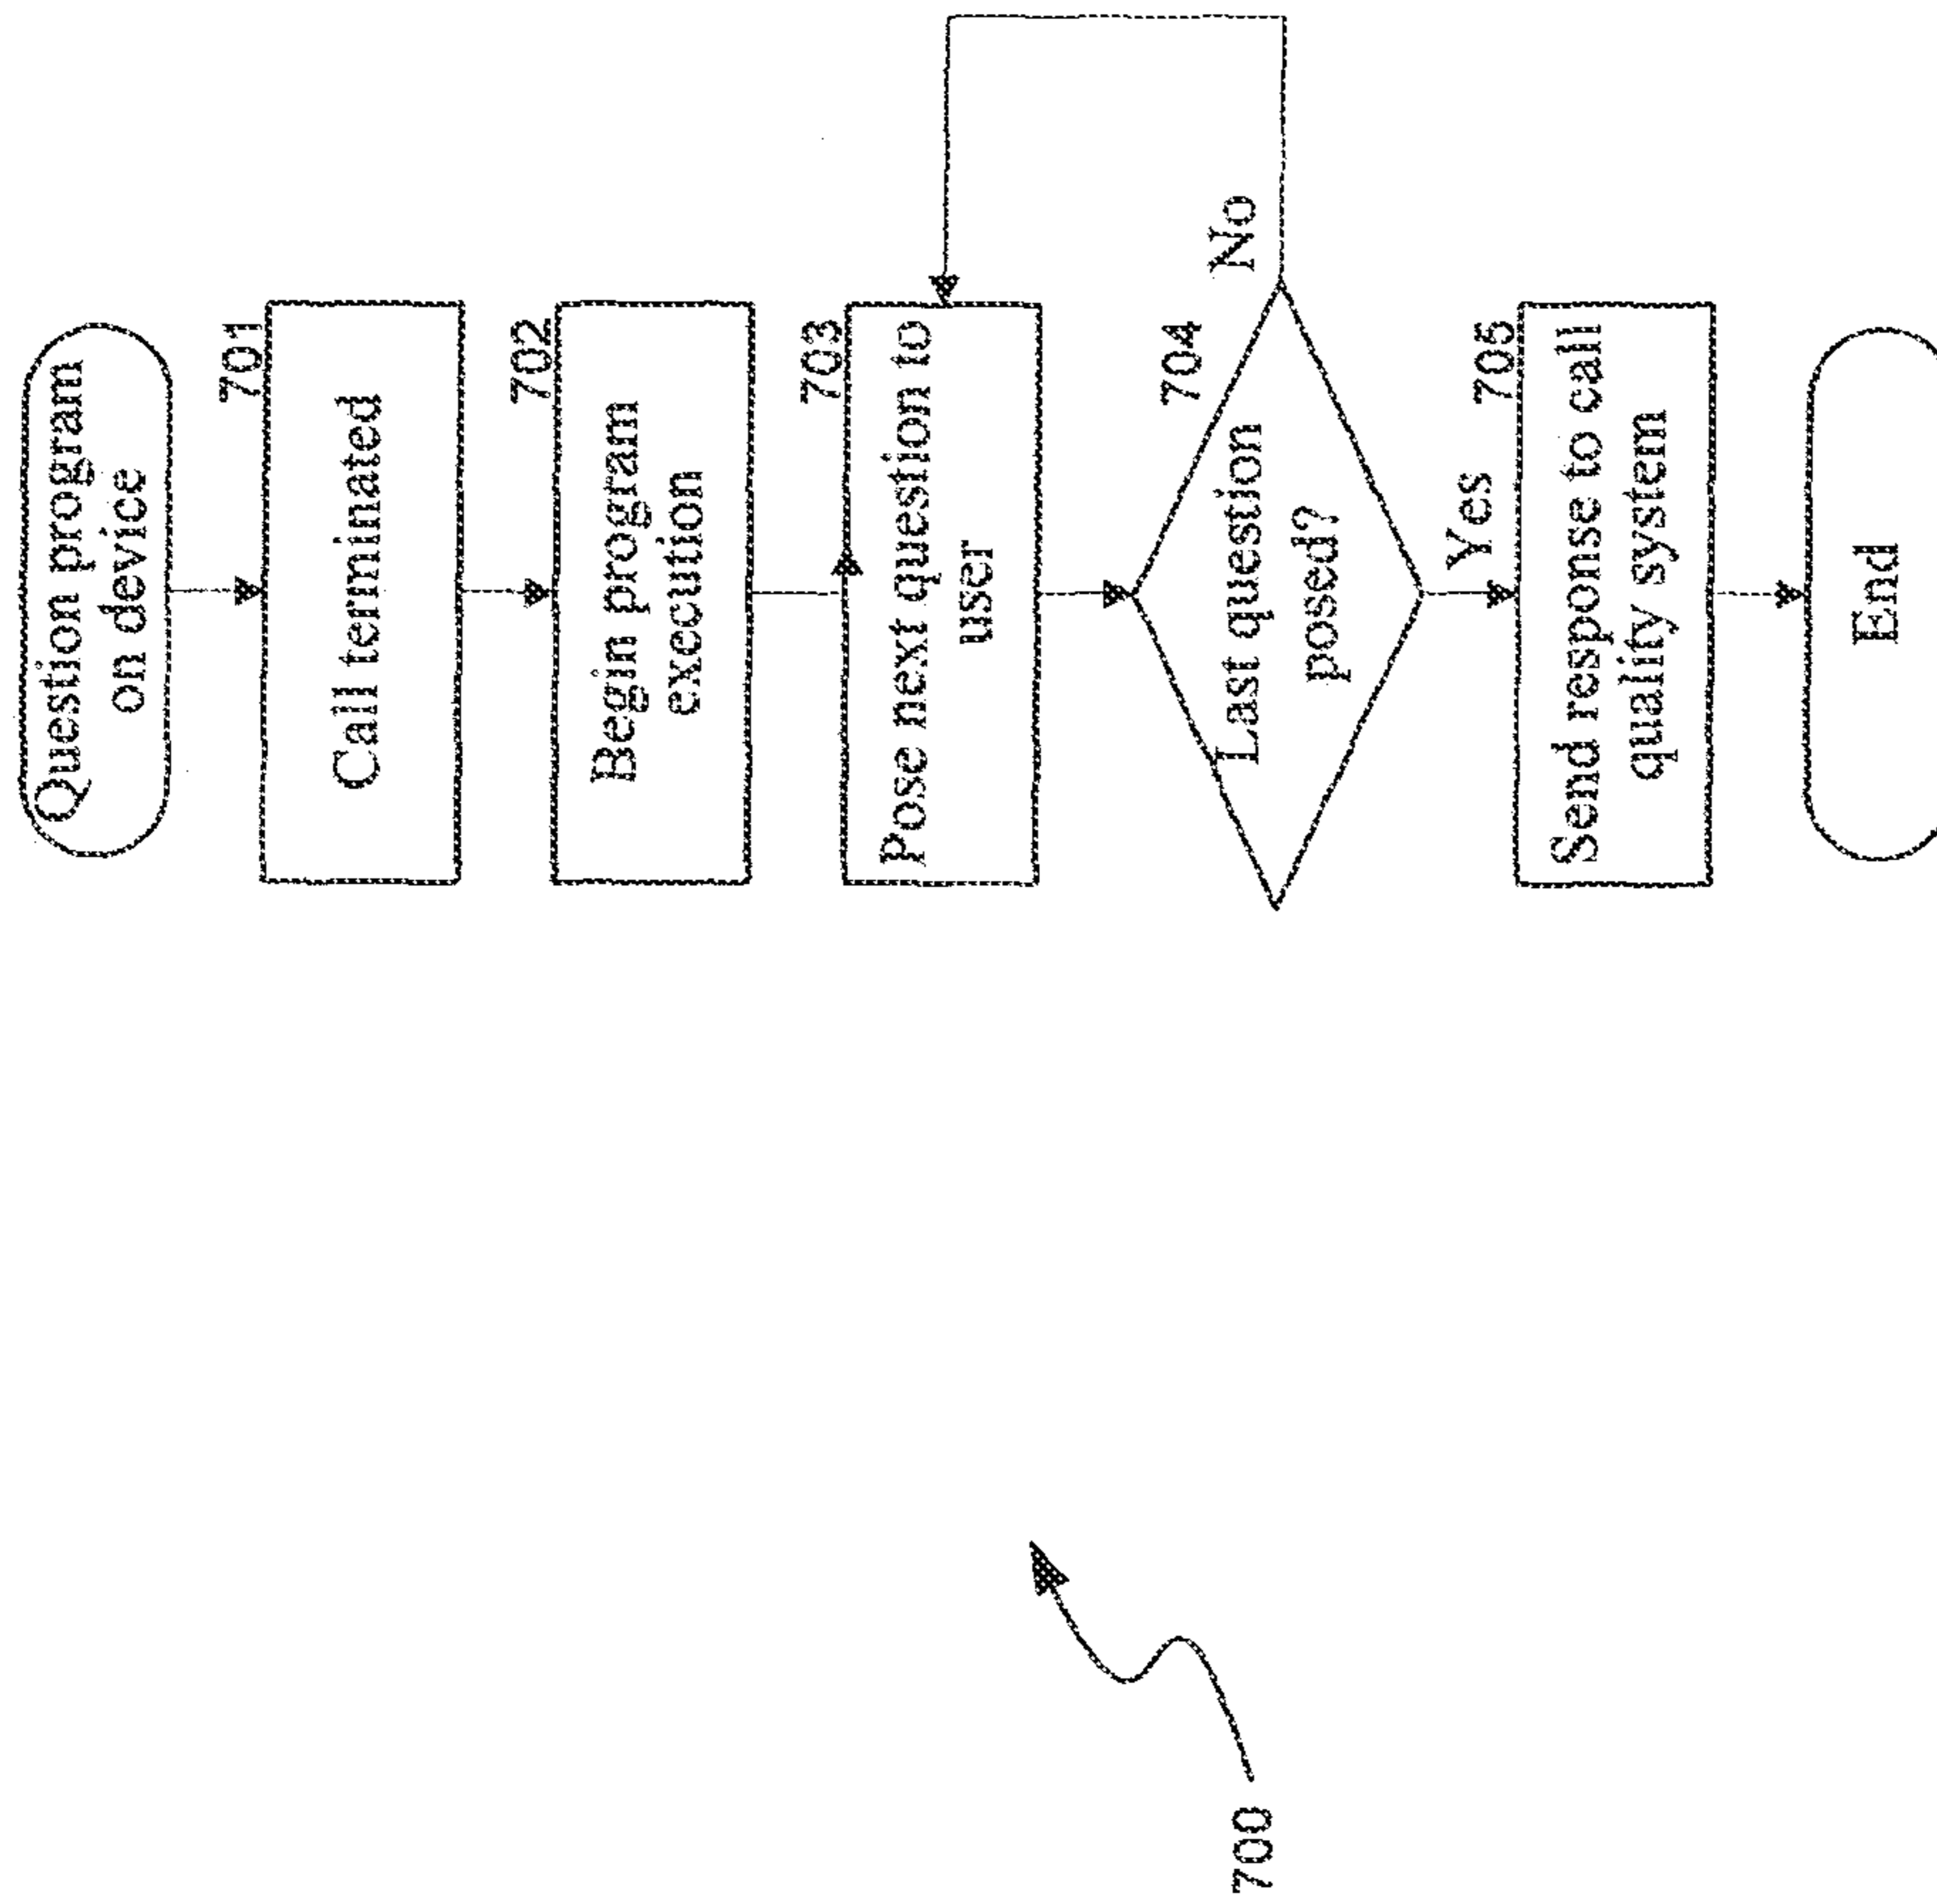 Question program
on device
701
Call terminated
702
Begin program
execution
703
Pose next question to
user
704
Last question
posed?
No
Yes
705
Send response to call
quality system
End
700